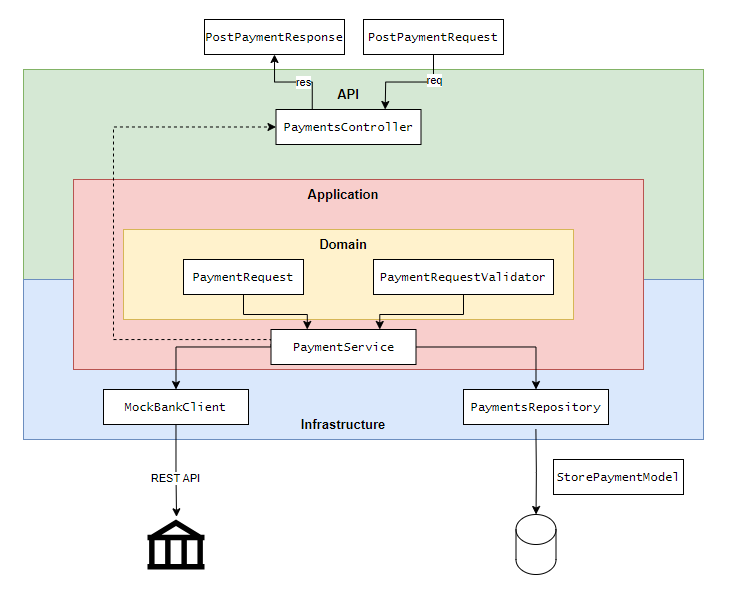 PostPaymentResponse
PostPaymentRequest
res
req
API
PaymentsController
Application
Domain
PaymentRequest
PaymentRequestValidator
PaymentService
MockBankClient
PaymentsRepository
Infrastructure
REST API
StorePaymentModel